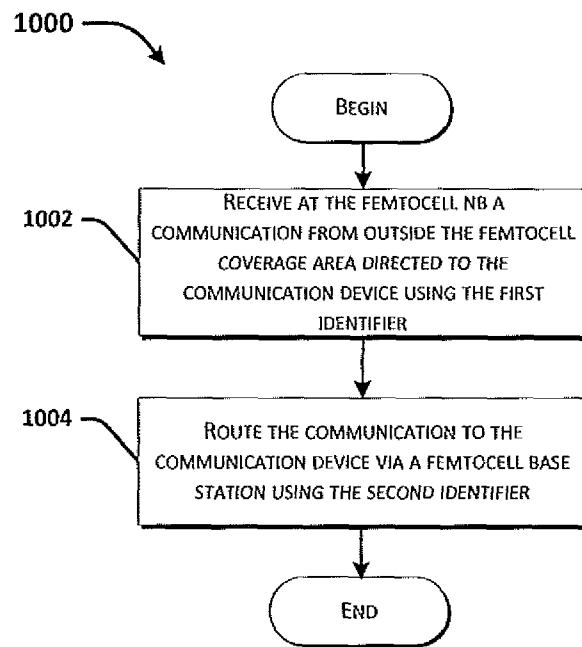 1000
BEGIN
1002
RECEIVE AT THE FEMTOCELL NB A
COMMUNICATION FROM OUTSIDE THE FEMTOCELL
COVERAGE AREA DIRECTED TO THE
COMMUNICATION DEVICE USING THE FIRST
IDENTIFIER
1004
ROUTE THE COMMUNICATION TO THE
COMMUNICATION DEVICE VIA A FEMTOCELL BASE
STATION USING THE SECOND IDENTIFIER
END